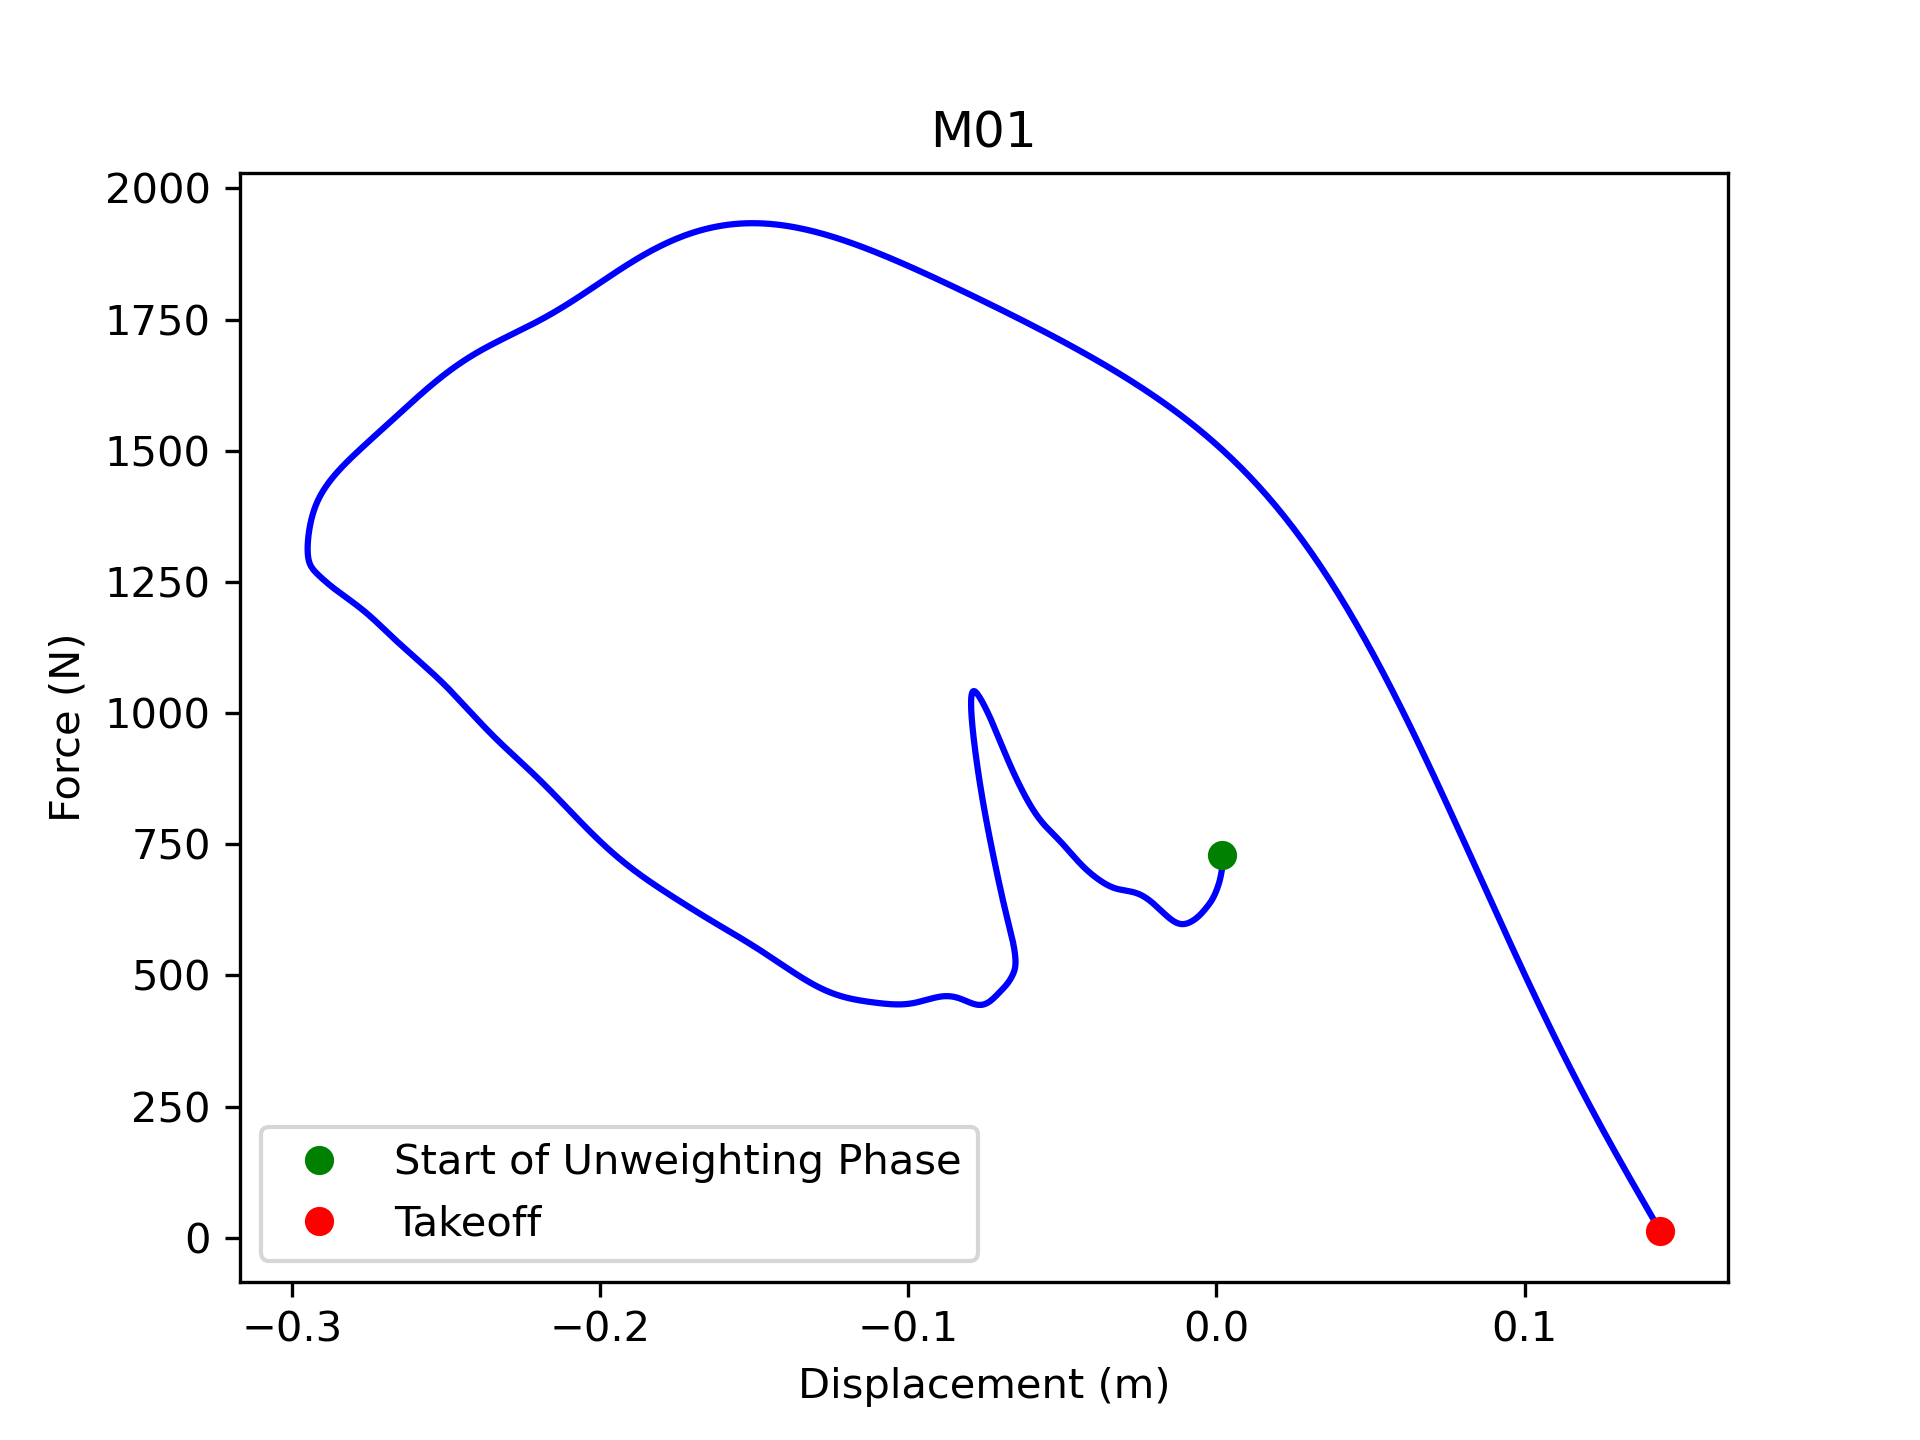 M01
2000
1750
1500
1250
1000
750
500
250
0
Force (N)
Start of Unweighting Phase
Takeoff
−0.3
−0.2
−0.1
0.0
0.1
Displacement (m)